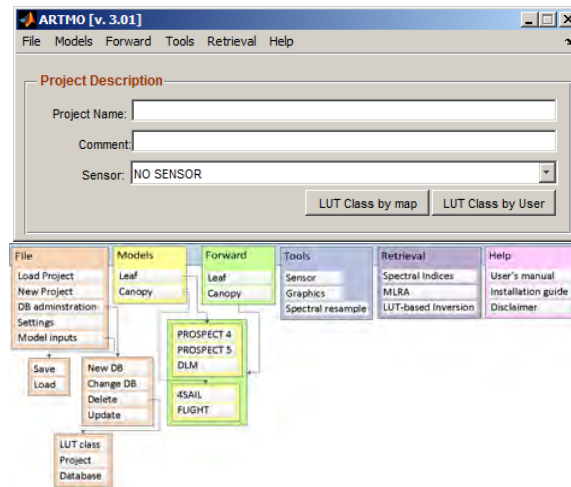 ARTMO [v. 3.01]
File Models Forward Tools Retrieval Help
Project Description
Project Name:
Comment:
Sensor: NO SENSOR
LUT Class by map LUT Class by User
File
Load Project
New Project
DB adminstration
Settings
Model inputs
Save
Load
New DB
Change DB
Delete
Update
LUT class
Project
Database
Models
Leaf
Canopy
Forward
Leaf
Canopy
PROSPECT 4
PROSPECT 5
DLM
4SAIL
FLIGHT
Tools
Sensor
Graphics
Spectral resample
Retrieval
Spectral Indices
MLRA
LUT-based Inversion
Help
User's manual
Installation guide
Disclaimer